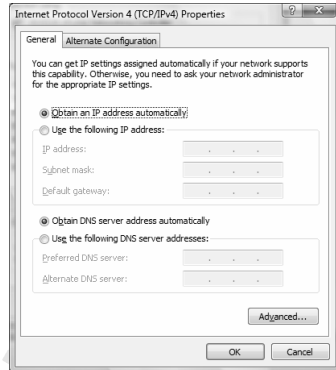 Internet Protocol Version 4 (TCP/IPv4) Properties
General
Alternate Configuration
You can get IP settings assigned automatically if your network supports
this capability. Otherwise, you need to ask your network administrator
for the appropriate IP settings.
Obtain an IP address automatically
Use the following IP address:
IP address:
Subnet mask:
Default gateway:
Obtain DNS server address automatically
Use the following DNS server addresses:
Preferred DNS server:
Alternate DNS server:
Advanced...
OK
Cancel